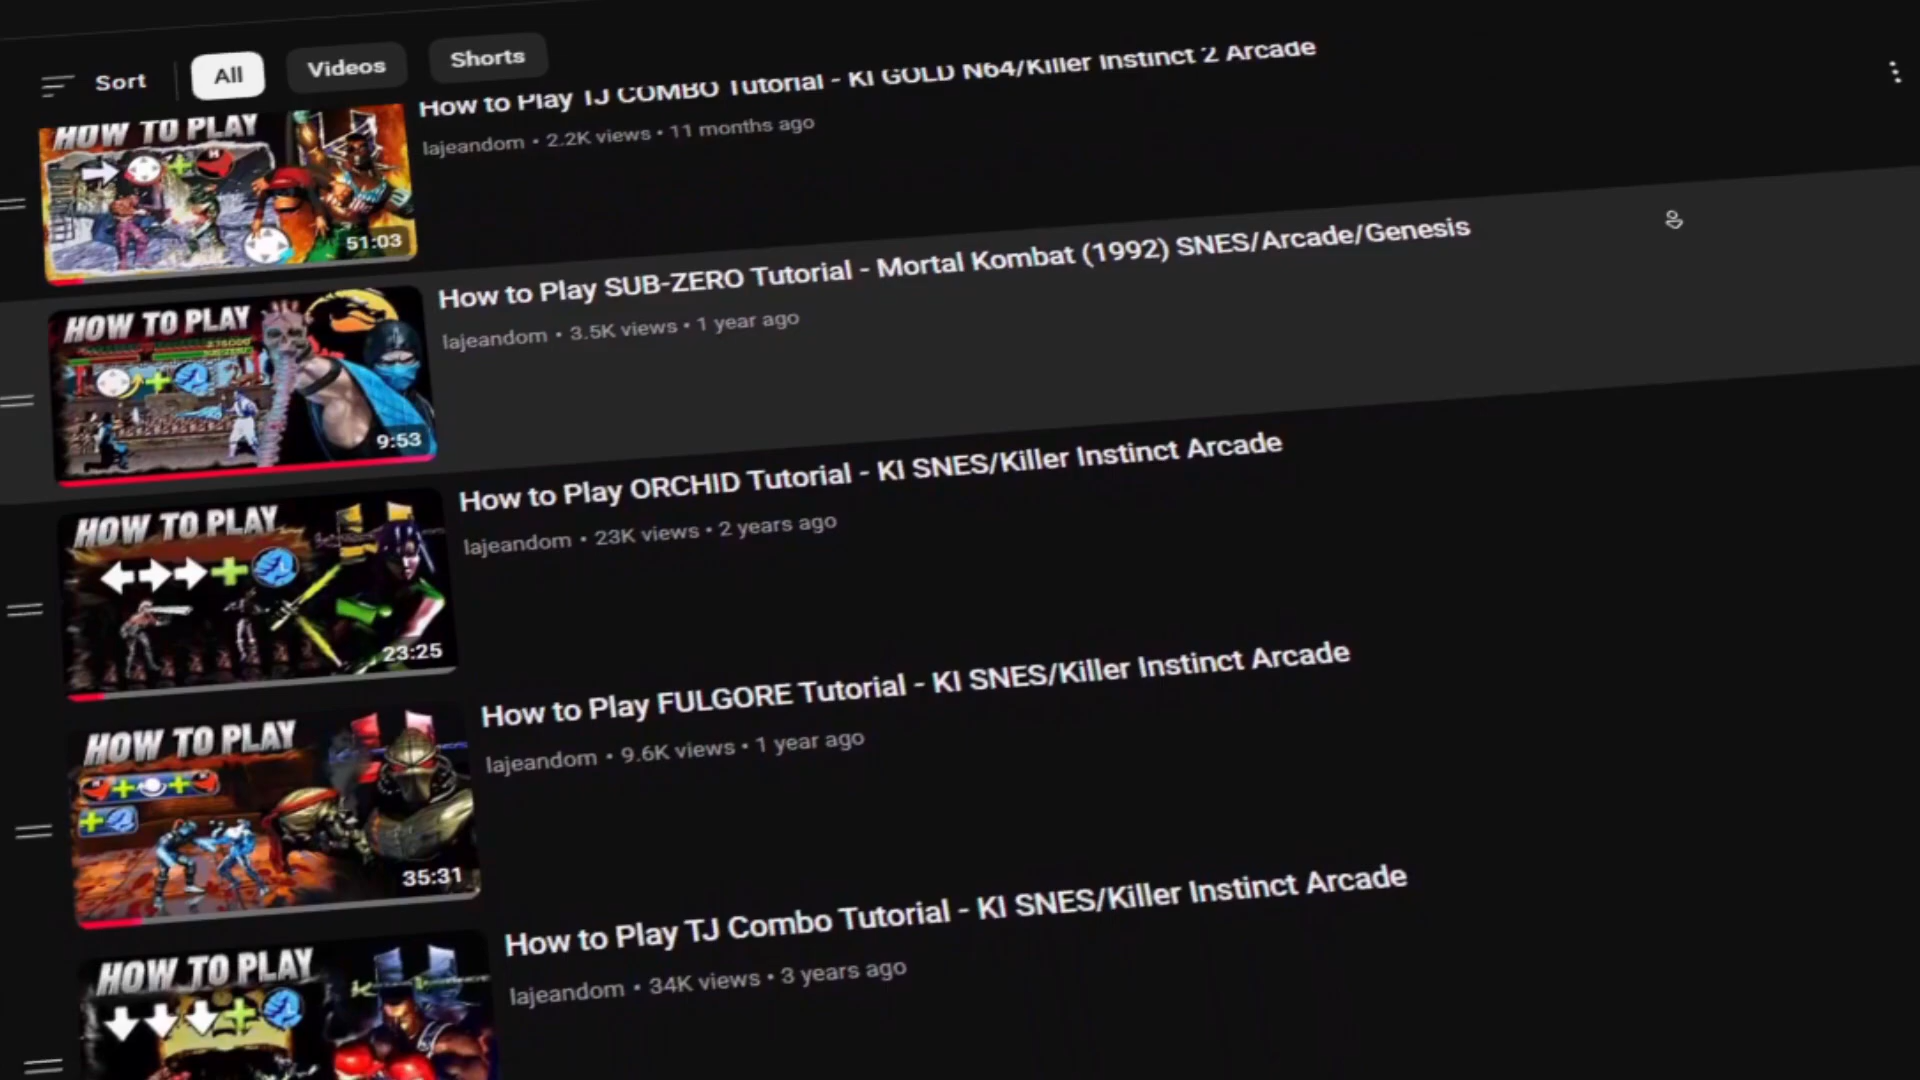 Sort
All
Videos
Shorts
How to Play TJ COMBO Tutorial - KI GOLD N64/Killer Instinct 2 Arcade
lajeandom • 2.2K views • 11 months ago
HOW TO PLAY
51:03
How to Play SUB-ZERO Tutorial - Mortal Kombat (1992) SNES/Arcade/Genesis
lajeandom • 3.5K views • 1 year ago
HOW TO PLAY
9:53
How to Play ORCHID Tutorial - KI SNES/Killer Instinct Arcade
lajeandom • 23K views • 2 years ago
HOW TO PLAY
23:25
How to Play FULGORE Tutorial - KI SNES/Killer Instinct Arcade
lajeandom • 9.6K views • 1 year ago
HOW TO PLAY
35:31
How to Play TJ Combo Tutorial - KI SNES/Killer Instinct Arcade
lajeandom • 34K views • 3 years ago
HOW TO PLAY